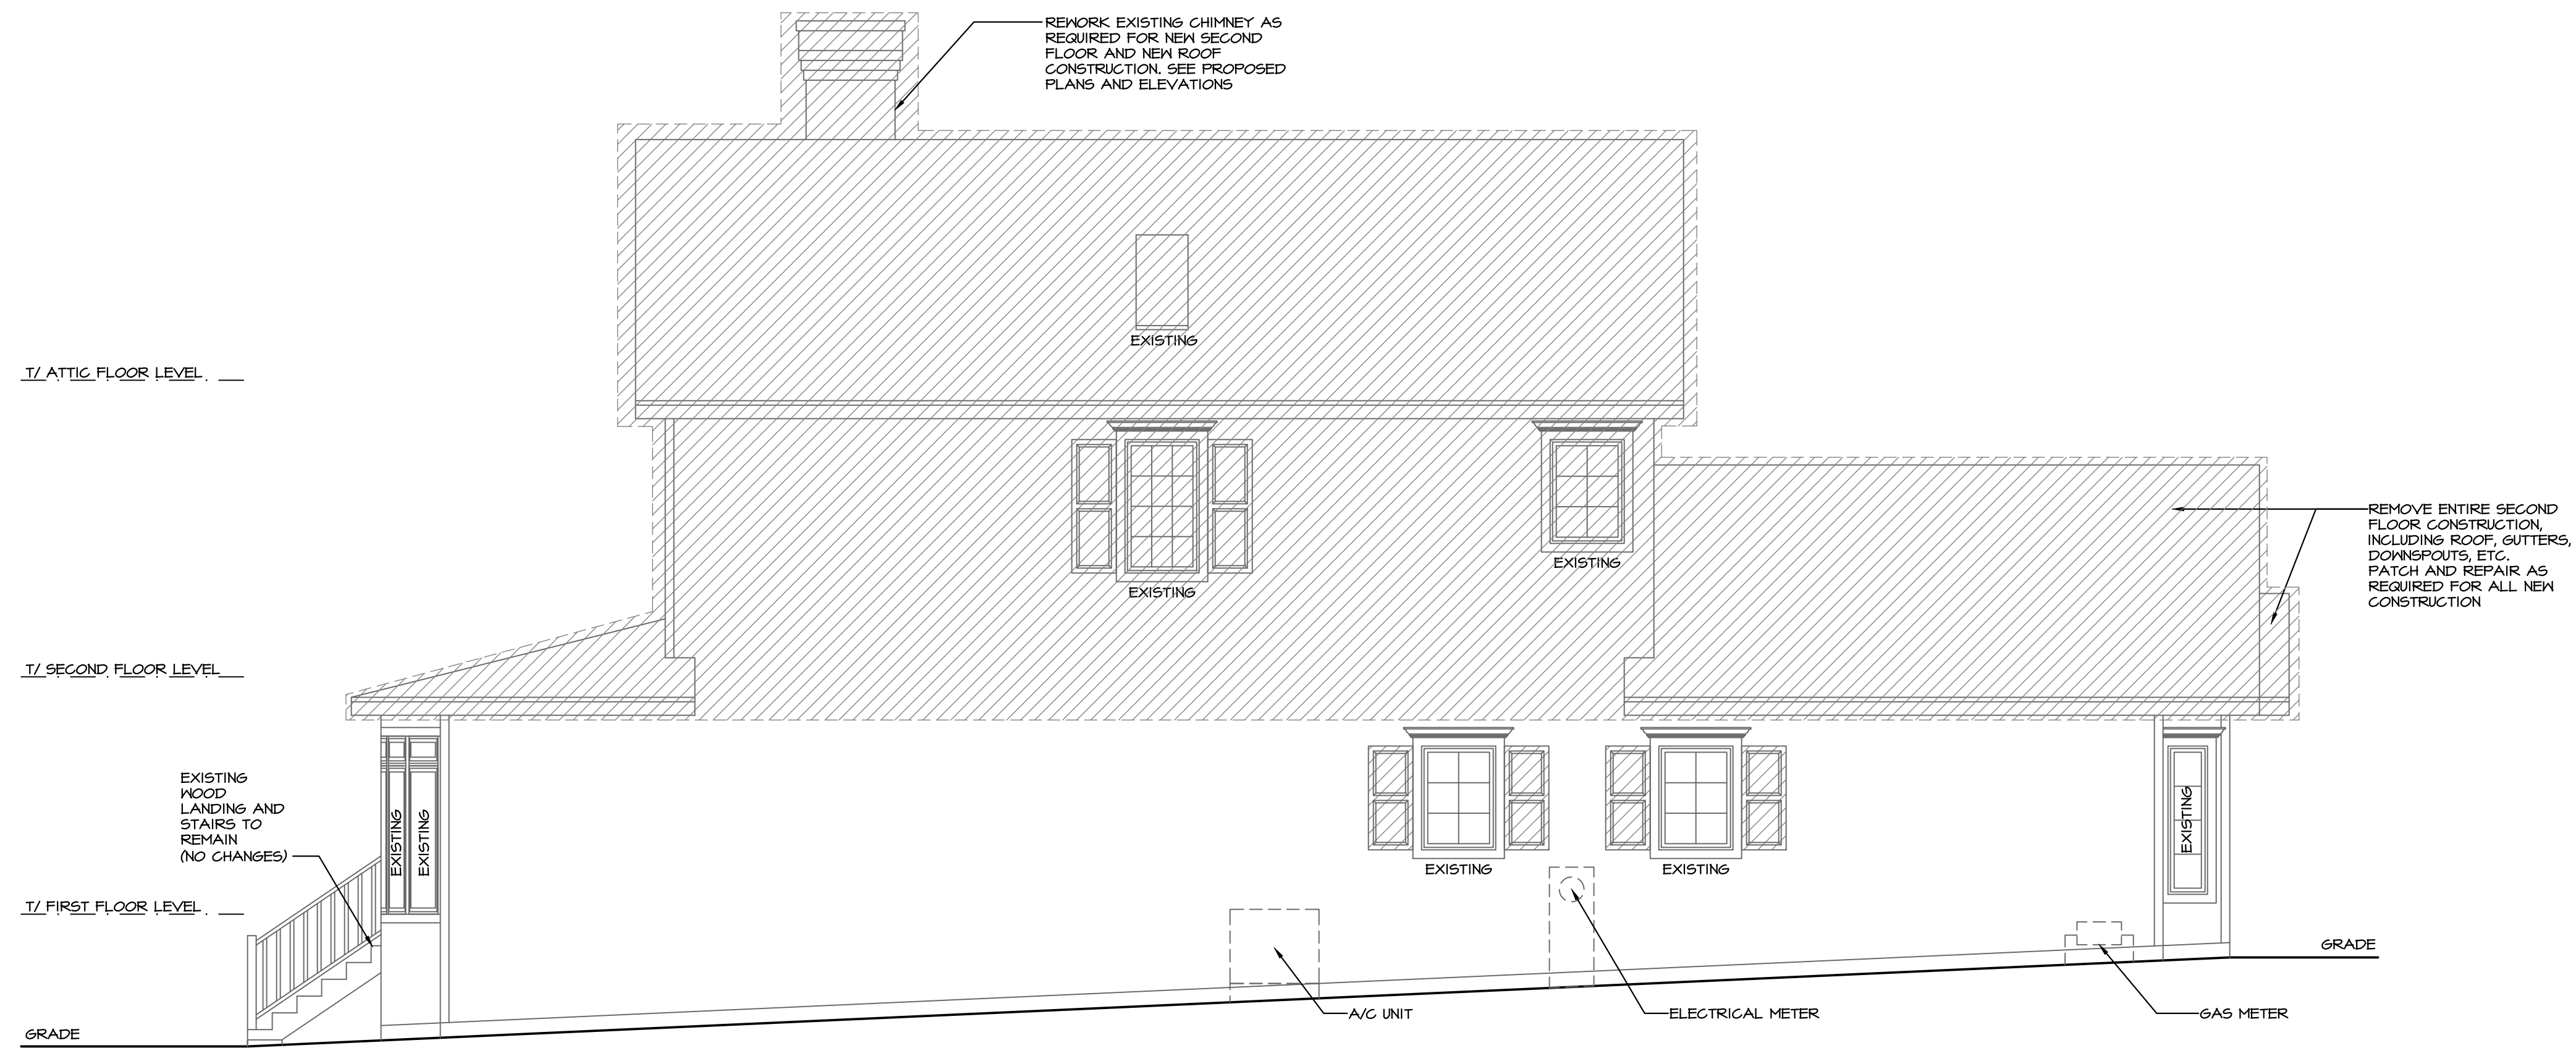 REWORK EXISTING CHIMNEY AS
REQUIRED FOR NEW SECOND
FLOOR AND NEW ROOF
CONSTRUCTION. SEE PROPOSED
PLANS AND ELEVATIONS
EXISTING
T/ ATTIC FLOOR LEVEL
EXISTING
EXISTING
REMOVE ENTIRE SECOND
FLOOR CONSTRUCTION,
INCLUDING ROOF, GUTTERS,
DOWNSPOUTS, ETC.
PATCH AND REPAIR AS
REQUIRED FOR ALL NEW
CONSTRUCTION
T/ SECOND FLOOR LEVEL
EXISTING
WOOD
LANDING AND
STAIRS TO
REMAIN
(NO CHANGES)
EXISTING
EXISTING
EXISTING
EXISTING
EXISTING
T/ FIRST FLOOR LEVEL
GRADE
A/C UNIT
ELECTRICAL METER
GAS METER
GRADE